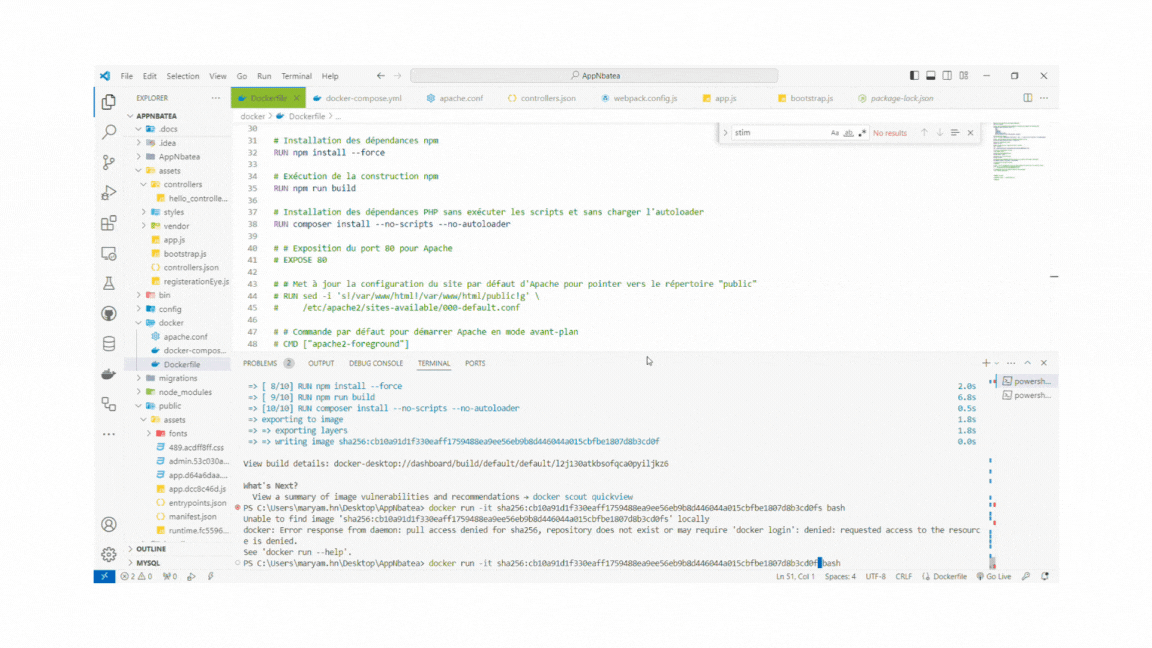 File Edit Selection View Go Run Terminal Help AppNbatea
EXPLORER
Dockerfile docker-compose.yml apache.conf controllers.json webpack.config.js app.js bootstrap.js package-lock.json
docker > Dockerfile > ...
APPNBATEA
.docs
.idea
AppNbatea
assets
controllers
hello_controlle...
styles
vendor
app.js
bootstrap.js
controllers.json
registerationEye.js
bin
config
docker
apache.conf
docker-compos...
Dockerfile
migrations
node_modules
public
assets
fonts
489.acdff8ff.css
admin.53c030a...
app.d64a6daa....
app.dcc8c46d.js
entrypoints.json
manifest.json
runtime.fc5596...
OUTLINE
MYSQL
stim Aa ab .* No results
30
31 # Installation des dépendances npm
32 RUN npm install --force
33
34 # Exécution de la construction npm
35 RUN npm run build
36
37 # Installation des dépendances PHP sans exécuter les scripts et sans charger l'autoloader
38 RUN composer install --no-scripts --no-autoloader
39
40 # # Exposition du port 80 pour Apache
41 # EXPOSE 80
42
43 # # Met à jour la configuration du site par défaut d'Apache pour pointer vers le répertoire "public"
44 # RUN sed -i 's!/var/www/html!/var/www/html/public!g' \
45 # /etc/apache2/sites-available/000-default.conf
46
47 # # Commande par défaut pour démarrer Apache en mode avant-plan
48 # CMD ["apache2-foreground"]
PROBLEMS 2 OUTPUT DEBUG CONSOLE TERMINAL PORTS
powersh...
powersh...
=> [ 8/10] RUN npm install --force 2.0s
=> [ 9/10] RUN npm run build 6.8s
=> [10/10] RUN composer install --no-scripts --no-autoloader 0.5s
=> exporting to image 1.8s
=> => exporting layers 1.8s
=> => writing image sha256:cb10a91d1f330eaff1759488ea9ee56eb9b8d446044a015cbfbe1807d8b3cd0f 0.0s
View build details: docker-desktop://dashboard/build/default/default/l2j130atkbsofqca0pyiljkz6
What's Next?
View a summary of image vulnerabilities and recommendations → docker scout quickview
PS C:\Users\maryam.hn\Desktop\AppNbatea> docker run -it sha256:cb10a91d1f330eaff1759488ea9ee56eb9b8d446044a015cbfbe1807d8b3cd0fs bash
Unable to find image 'sha256:cb10a91d1f330eaff1759488ea9ee56eb9b8d446044a015cbfbe1807d8b3cd0fs' locally
docker: Error response from daemon: pull access denied for sha256, repository does not exist or may require 'docker login': denied: requested access to the resourc
e is denied.
See 'docker run --help'.
PS C:\Users\maryam.hn\Desktop\AppNbatea> docker run -it sha256:cb10a91d1f330eaff1759488ea9ee56eb9b8d446044a015cbfbe1807d8b3cd0f bash
2 0 0 Ln 51, Col 1 Spaces: 4 UTF-8 CRLF Dockerfile Go Live